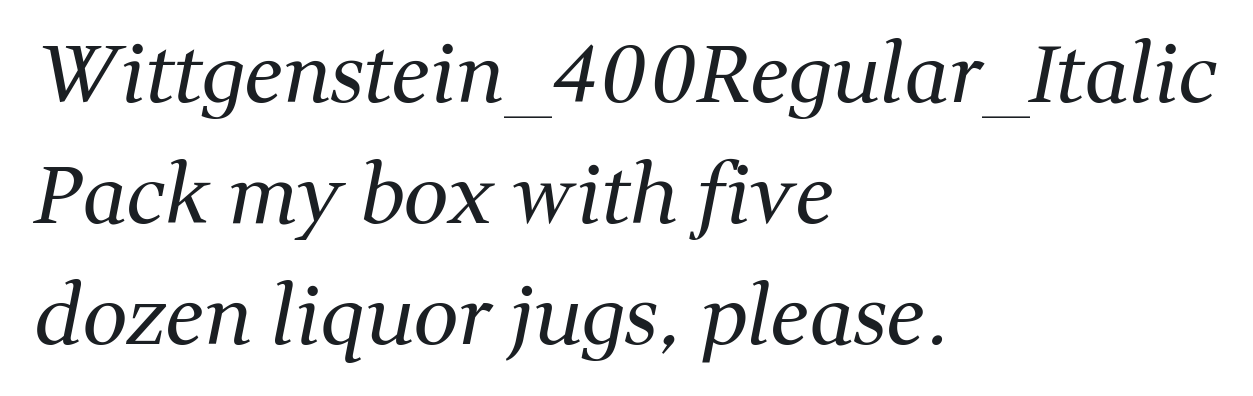 Wittgenstein_400Regular_Italic
Pack my box with five
dozen liquor jugs, please.